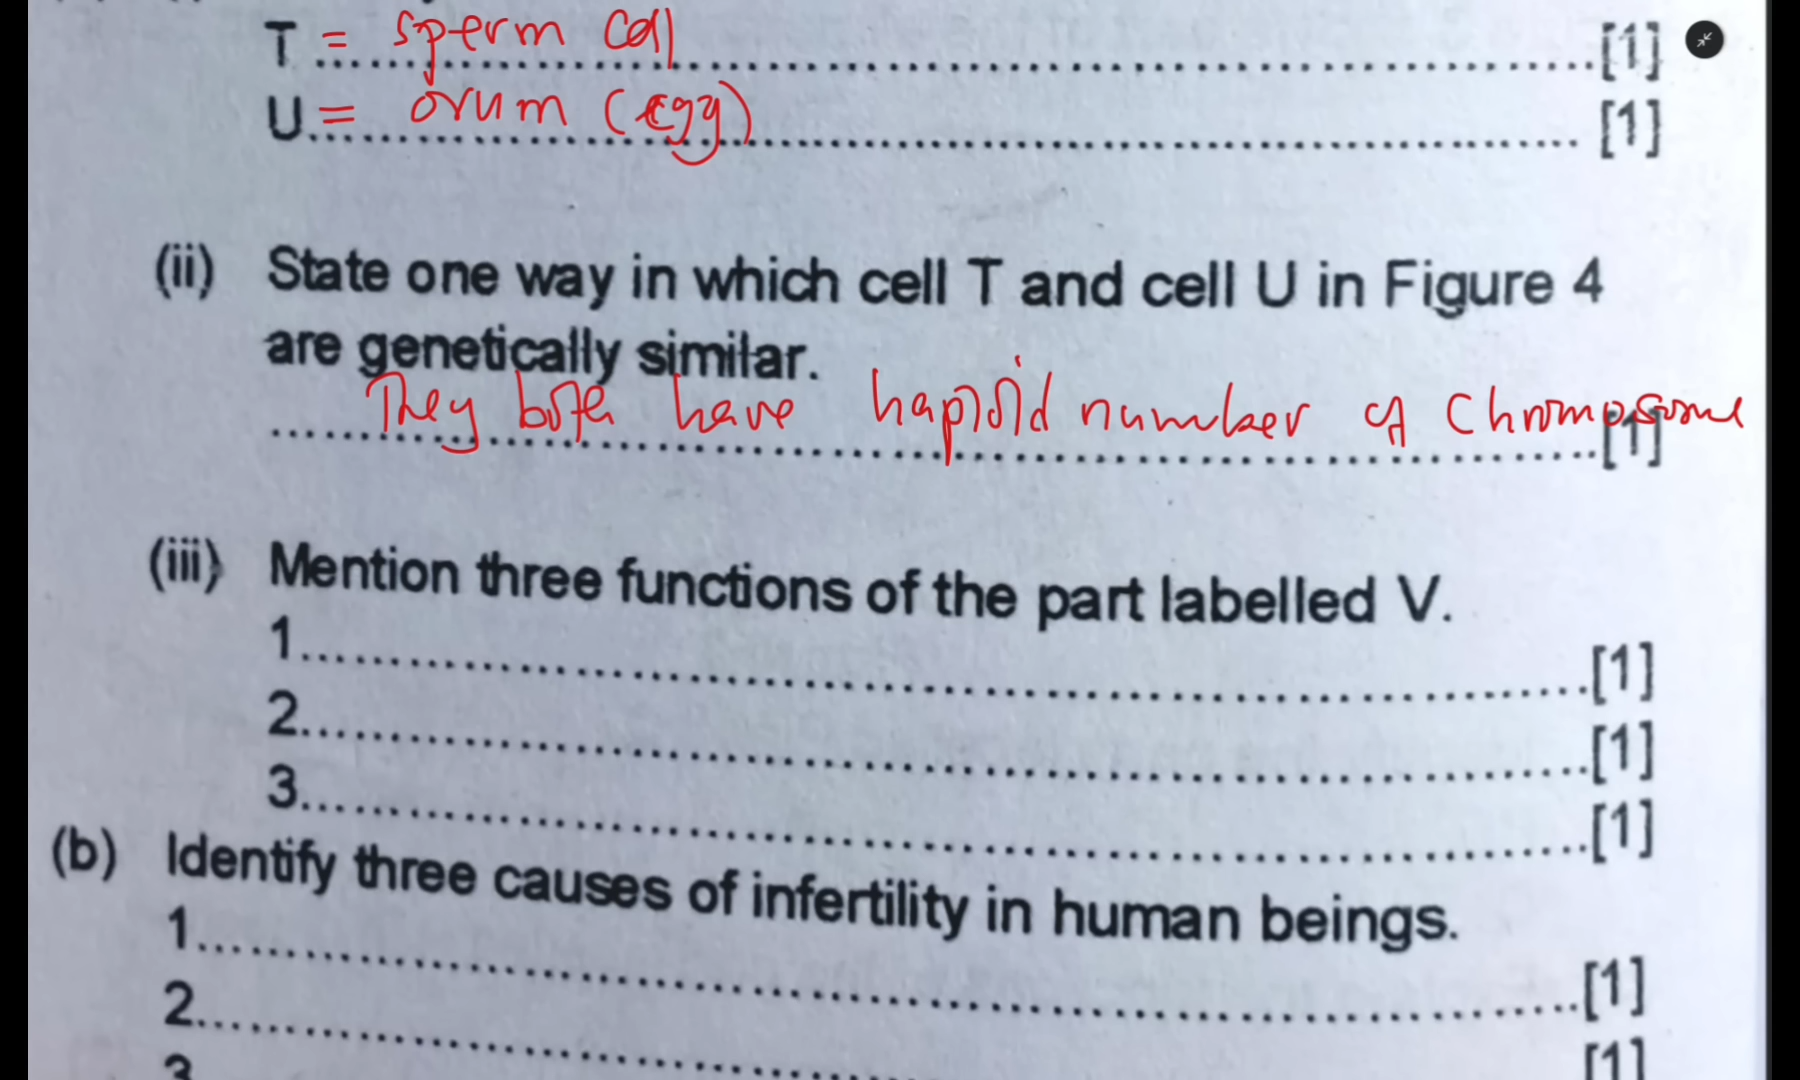 T = sperm cell [1]
U = ovum (egg) [1]
(ii) State one way in which cell T and cell U in Figure 4
are genetically similar.
They both have haploid number of chromosome [1]
(iii) Mention three functions of the part labelled V.
1. [1]
2. [1]
3. [1]
(b) Identify three causes of infertility in human beings.
1. [1]
2. [1]
3